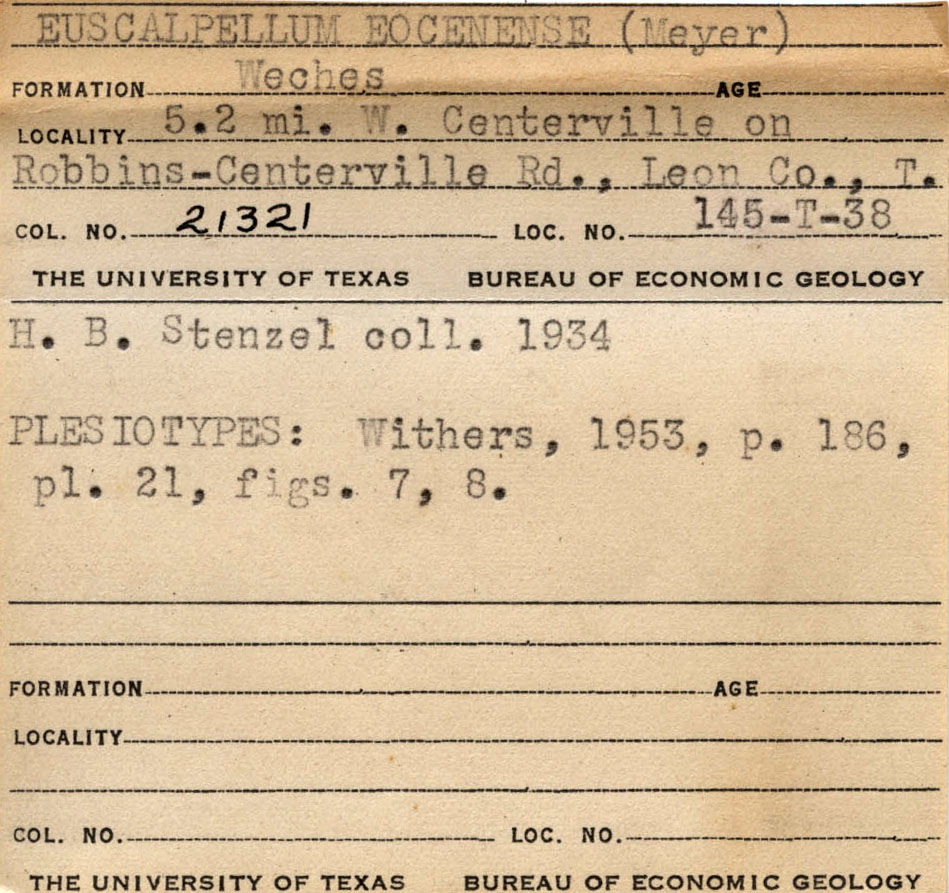 EUSCALPELLUM EOCENENSE (Meyer)
FORMATION Weches AGE
LOCALITY 5.2 mi. W. Centerville on
Robbins-Centerville Rd., Leon Co., T.
COL. NO. 21321 LOC. NO. 145-T-38
THE UNIVERSITY OF TEXAS BUREAU OF ECONOMIC GEOLOGY
H. B. Stenzel coll. 1934
PLESIOTYPES: Withers, 1953, p. 186,
pl. 21, figs. 7, 8.
FORMATION AGE
LOCALITY
COL. NO. LOC. NO.
THE UNIVERSITY OF TEXAS BUREAU OF ECONOMIC GEOLOGY